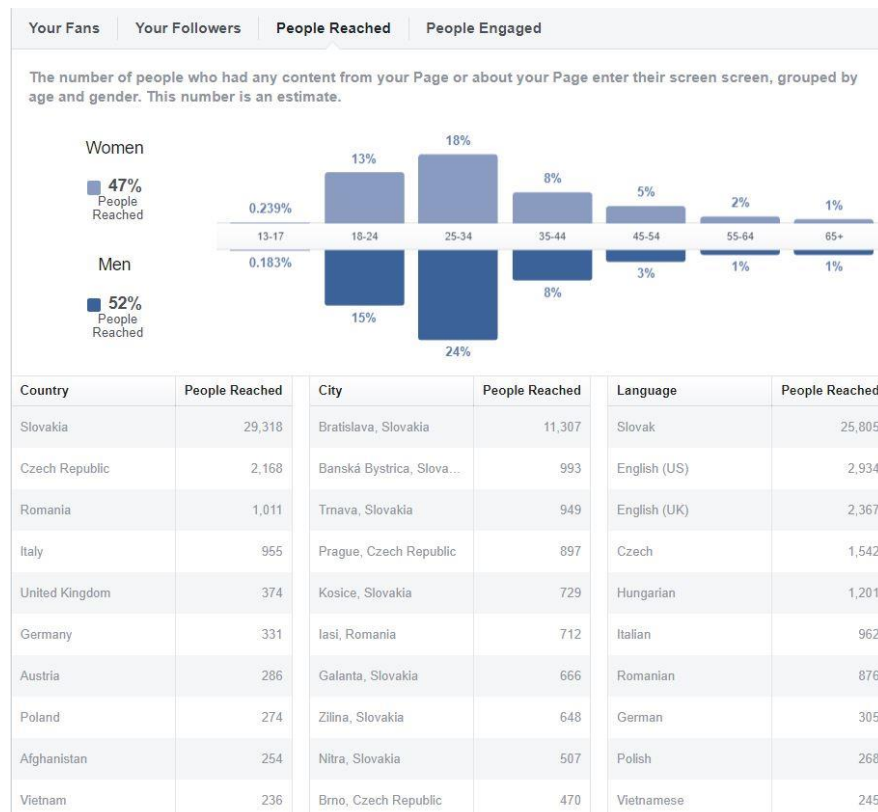 Your Fans Your Followers People Reached People Engaged
The number of people who had any content from your Page or about your Page enter their screen screen, grouped by
age and gender. This number is an estimate.
Women
47%
People
Reached
0.239% 13% 18% 8% 5% 2% 1%
13-17 18-24 25-34 35-44 45-54 55-64 65+
Men
52%
People
Reached
0.183% 15% 24% 8% 3% 1% 1%
Country People Reached City People Reached Language People Reached
Slovakia 29,318 Bratislava, Slovakia 11,307 Slovak 25,805
Czech Republic 2,168 Banská Bystrica, Slova... 993 English (US) 2,934
Romania 1,011 Trnava, Slovakia 949 English (UK) 2,367
Italy 955 Prague, Czech Republic 897 Czech 1,542
United Kingdom 374 Kosice, Slovakia 729 Hungarian 1,201
Germany 331 Iasi, Romania 712 Italian 962
Austria 286 Galanta, Slovakia 666 Romanian 876
Poland 274 Zilina, Slovakia 648 German 305
Afghanistan 254 Nitra, Slovakia 507 Polish 268
Vietnam 236 Brno, Czech Republic 470 Vietnamese 245